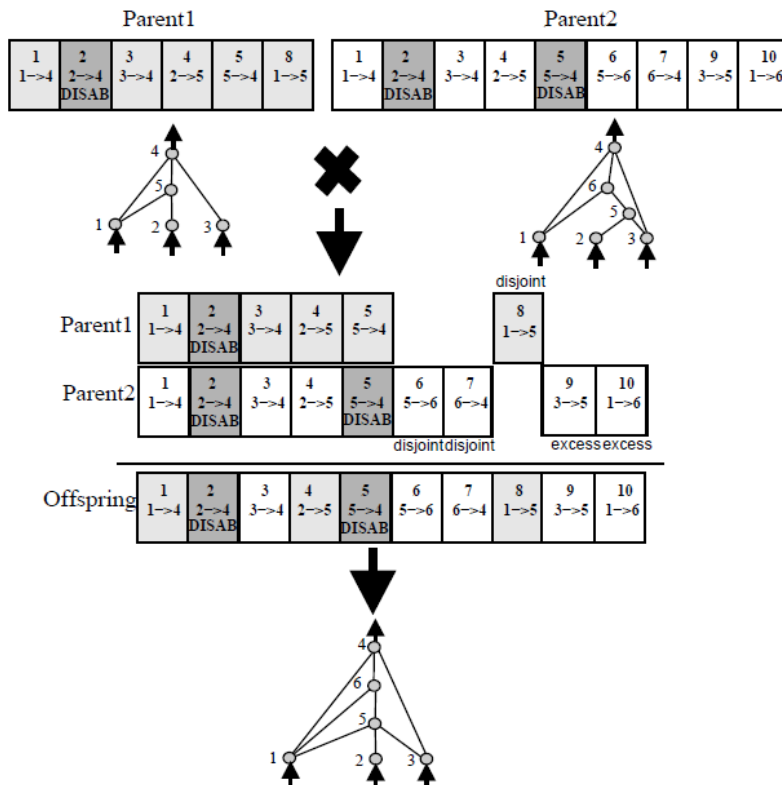 Parent1 Parent2
1 2 3 4 5 8 1 2 3 4 5 6 7 9 10
1->4 2->4 3->4 2->5 5->4 1->5 1->4 2->4 3->4 2->5 5->4 5->6 6->4 3->5 1->6
DISAB DISAB DISAB
4 4
5 6
5
1 2 3 1 2 3
disjoint
Parent1 1 2 3 4 5 8
1->4 2->4 3->4 2->5 5->4 1->5
DISAB
Parent2 1 2 3 4 5 6 7 9 10
1->4 2->4 3->4 2->5 5->4 5->6 6->4 3->5 1->6
DISAB DISAB
disjoint disjoint excess excess
Offspring 1 2 3 4 5 6 7 8 9 10
1->4 2->4 3->4 2->5 5->4 5->6 6->4 1->5 3->5 1->6
DISAB DISAB
4
6
5
1 2 3